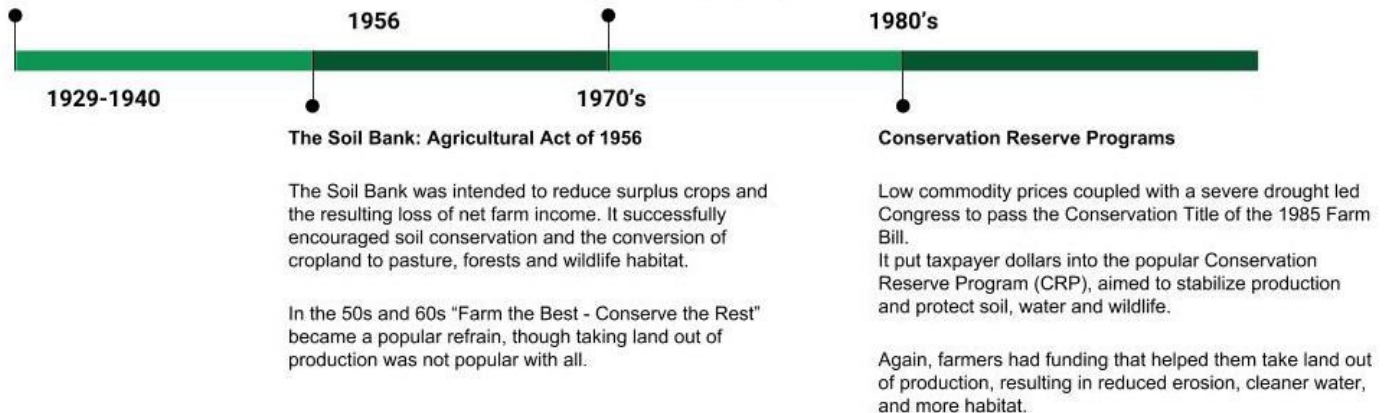 1956
1980’s
1929-1940
1970’s
The Soil Bank: Agricultural Act of 1956
The Soil Bank was intended to reduce surplus crops and
the resulting loss of net farm income. It successfully
encouraged soil conservation and the conversion of
cropland to pasture, forests and wildlife habitat.
In the 50s and 60s “Farm the Best - Conserve the Rest”
became a popular refrain, though taking land out of
production was not popular with all.
Conservation Reserve Programs
Low commodity prices coupled with a severe drought led
Congress to pass the Conservation Title of the 1985 Farm
Bill.
It put taxpayer dollars into the popular Conservation
Reserve Program (CRP), aimed to stabilize production
and protect soil, water and wildlife.
Again, farmers had funding that helped them take land out
of production, resulting in reduced erosion, cleaner water,
and more habitat.